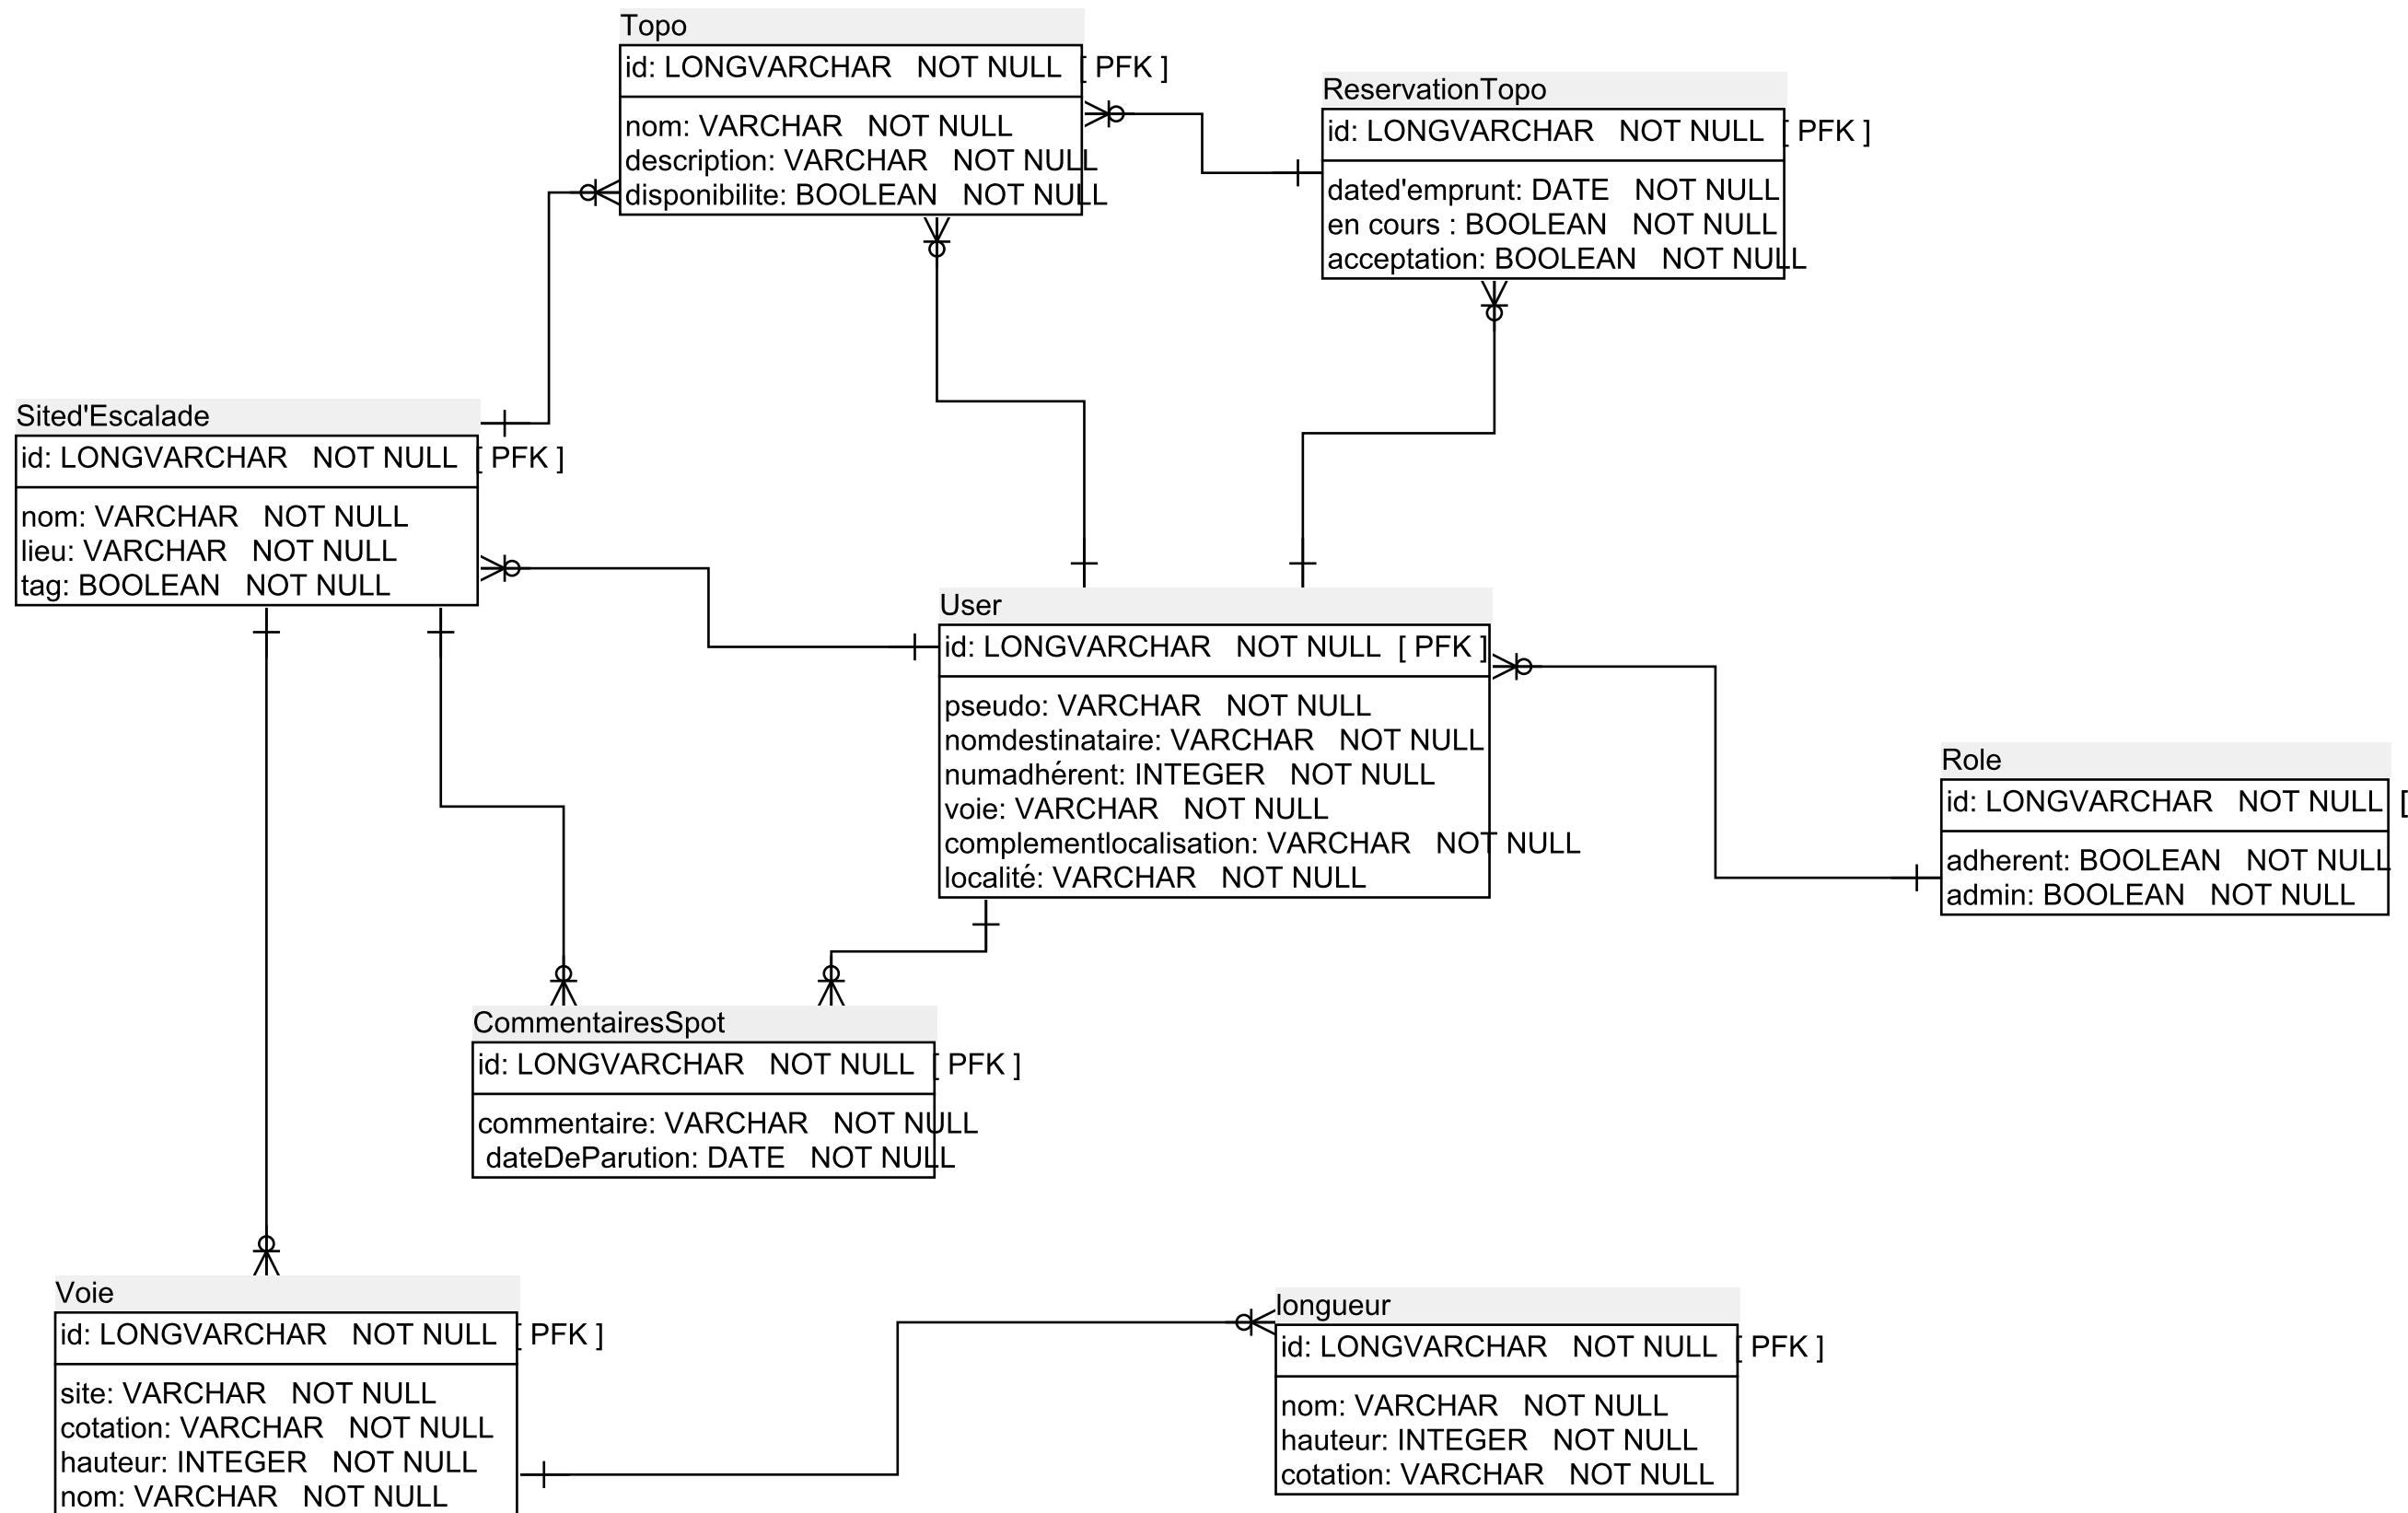 Topo
id: LONGVARCHAR NOT NULL [ PFK ]
nom: VARCHAR NOT NULL
description: VARCHAR NOT NULL
disponibilite: BOOLEAN NOT NULL
ReservationTopo
id: LONGVARCHAR NOT NULL [ PFK ]
dated'emprunt: DATE NOT NULL
en cours : BOOLEAN NOT NULL
acceptation: BOOLEAN NOT NULL
Sited'Escalade
id: LONGVARCHAR NOT NULL [ PFK ]
nom: VARCHAR NOT NULL
lieu: VARCHAR NOT NULL
tag: BOOLEAN NOT NULL
User
id: LONGVARCHAR NOT NULL [ PFK ]
pseudo: VARCHAR NOT NULL
nomdestinataire: VARCHAR NOT NULL
numadhérent: INTEGER NOT NULL
voie: VARCHAR NOT NULL
complementlocalisation: VARCHAR NOT NULL
localité: VARCHAR NOT NULL
Role
id: LONGVARCHAR NOT NULL [
adherent: BOOLEAN NOT NULL
admin: BOOLEAN NOT NULL
CommentairesSpot
id: LONGVARCHAR NOT NULL [ PFK ]
commentaire: VARCHAR NOT NULL
dateDeParution: DATE NOT NULL
Voie
id: LONGVARCHAR NOT NULL [ PFK ]
site: VARCHAR NOT NULL
cotation: VARCHAR NOT NULL
hauteur: INTEGER NOT NULL
nom: VARCHAR NOT NULL
longueur
id: LONGVARCHAR NOT NULL [ PFK ]
nom: VARCHAR NOT NULL
hauteur: INTEGER NOT NULL
cotation: VARCHAR NOT NULL